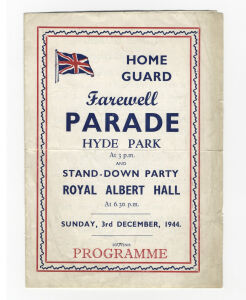 HOME
GUARD
Farewell
PARADE
HYDE PARK
At 3 p.m.
AND
STAND-DOWN PARTY
ROYAL ALBERT HALL
At 6.30 p.m.
SUNDAY, 3rd DECEMBER, 1944.
SOUVENIR
PROGRAMME